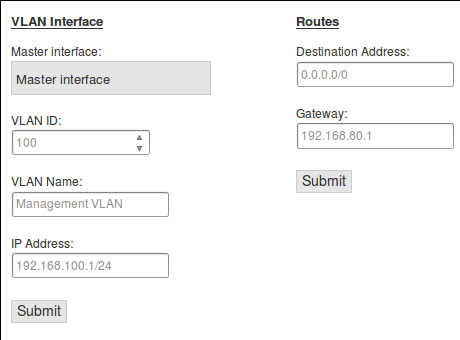 VLAN Interface
Master interface:
Master interface
VLAN ID:
100
VLAN Name:
Management VLAN
IP Address:
192.168.100.1/24
Submit
Routes
Destination Address:
0.0.0.0/0
Gateway:
192.168.80.1
Submit